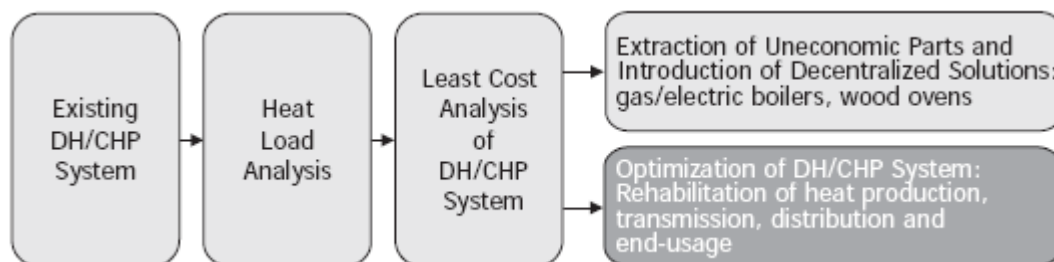 Existing
DH/CHP
System
Heat
Load
Analysis
Least Cost
Analysis
of
DH/CHP
System
Extraction of Uneconomic Parts and
Introduction of Decentralized Solutions:
gas/electric boilers, wood ovens
Optimization of DH/CHP System:
Rehabilitation of heat production,
transmission, distribution and
end-usage